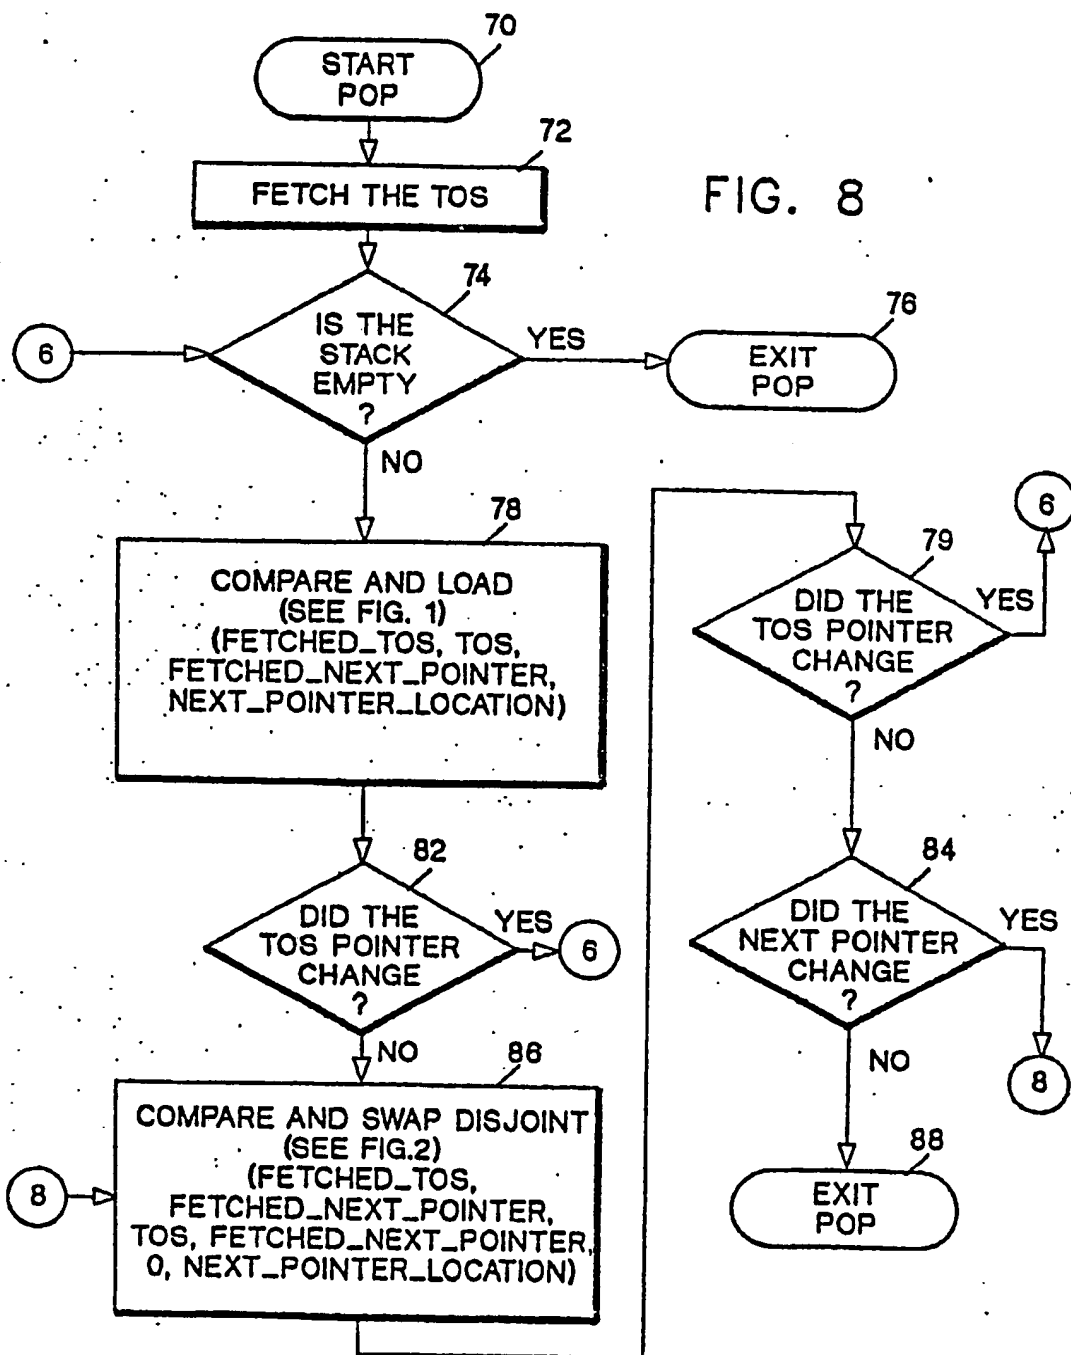 70
START
POP
72
FETCH THE TOS
FIG. 8
74
IS THE
STACK
EMPTY
?
6
YES
76
EXIT
POP
NO
78
COMPARE AND LOAD
(SEE FIG. 1)
(FETCHED_TOS, TOS,
FETCHED_NEXT_POINTER,
NEXT_POINTER_LOCATION)
82
DID THE
TOS POINTER
CHANGE
?
YES
6
NO
86
8
COMPARE AND SWAP DISJOINT
(SEE FIG.2)
(FETCHED_TOS,
FETCHED_NEXT_POINTER,
TOS, FETCHED_NEXT_POINTER,
0, NEXT_POINTER_LOCATION)
6
79
DID THE
TOS POINTER
CHANGE
?
YES
NO
84
DID THE
NEXT POINTER
CHANGE
?
YES
8
NO
88
EXIT
POP